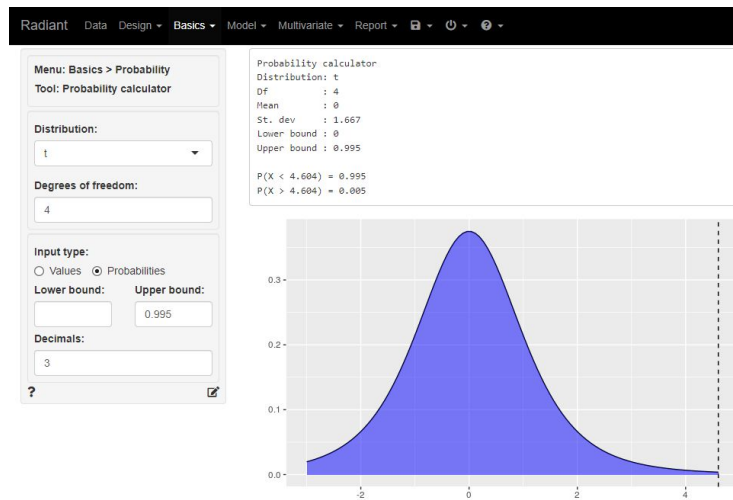 Radiant Data Design Basics Model Multivariate Report
Menu: Basics > Probability
Tool: Probability calculator
Distribution:
t
Degrees of freedom:
4
Input type:
Values Probabilities
Lower bound: Upper bound:
0.995
Decimals:
3
?
Probability calculator
Distribution: t
Df : 4
Mean : 0
St. dev : 1.667
Lower bound : 0
Upper bound : 0.995
P(X < 4.604) = 0.995
P(X > 4.604) = 0.005
0.3
0.2
0.1
0.0
-2 0 2 4